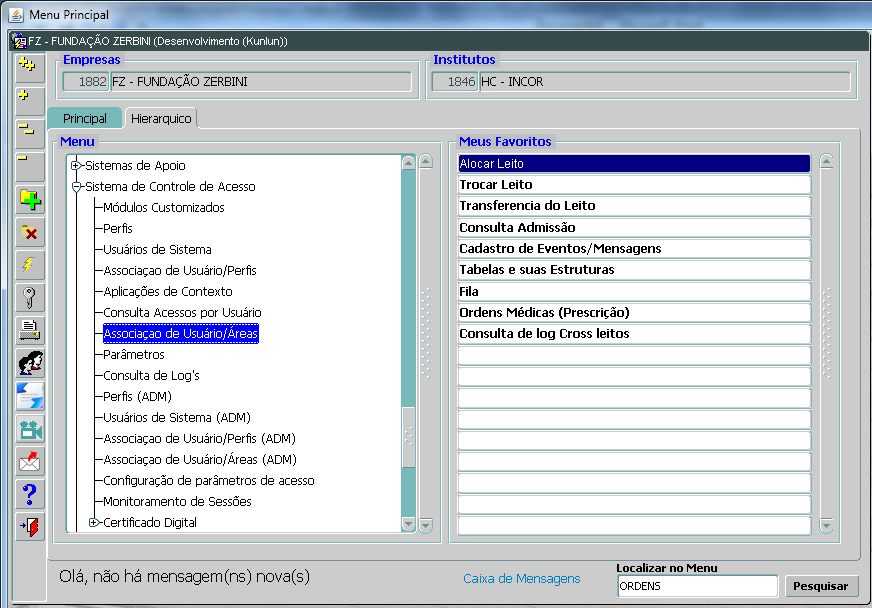 Menu Principal
FZ - FUNDAÇÃO ZERBINI (Desenvolvimento (Kunlun))
Empresas
1882 FZ - FUNDAÇÃO ZERBINI
Institutos
1846 HC - INCOR
Principal
Hierarquico
Menu
Sistemas de Apoio
Sistema de Controle de Acesso
Módulos Customizados
Perfis
Usuários de Sistema
Associaçao de Usuário/Perfis
Aplicações de Contexto
Consulta Acessos por Usuário
Associaçao de Usuário/Áreas
Parâmetros
Consulta de Log's
Perfis (ADM)
Usuários de Sistema (ADM)
Associaçao de Usuário/Perfis (ADM)
Associaçao de Usuário/Áreas (ADM)
Configuração de parâmetros de acesso
Monitoramento de Sessões
Certificado Digital
Meus Favoritos
Alocar Leito
Trocar Leito
Transferencia do Leito
Consulta Admissão
Cadastro de Eventos/Mensagens
Tabelas e suas Estruturas
Fila
Ordens Médicas (Prescrição)
Consulta de log Cross leitos
Olá, não há mensagem(ns) nova(s)
Caixa de Mensagens
Localizar no Menu
ORDENS
Pesquisar